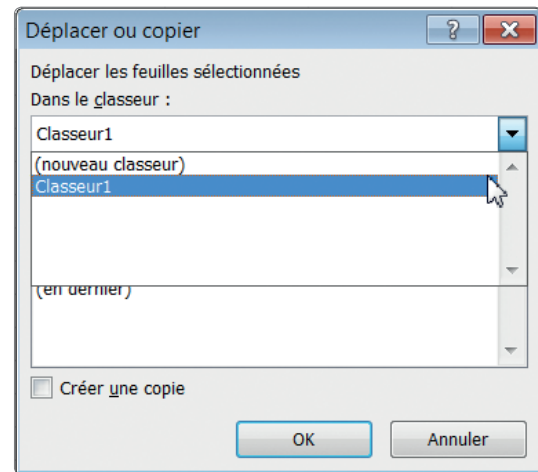 Déplacer ou copier
Déplacer les feuilles sélectionnées
Dans le classeur :
Classeur1
(nouveau classeur)
Classeur1
(en dernier)
Créer une copie
OK Annuler